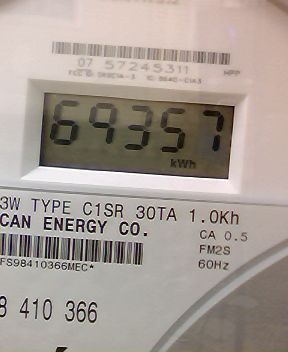 07 57245311
69357
kWh
3W TYPE C1SR 30TA 1.0Kh
CAN ENERGY CO.
CA 0.5
FM2S
60Hz
FS98410366MEC*
8 410 366